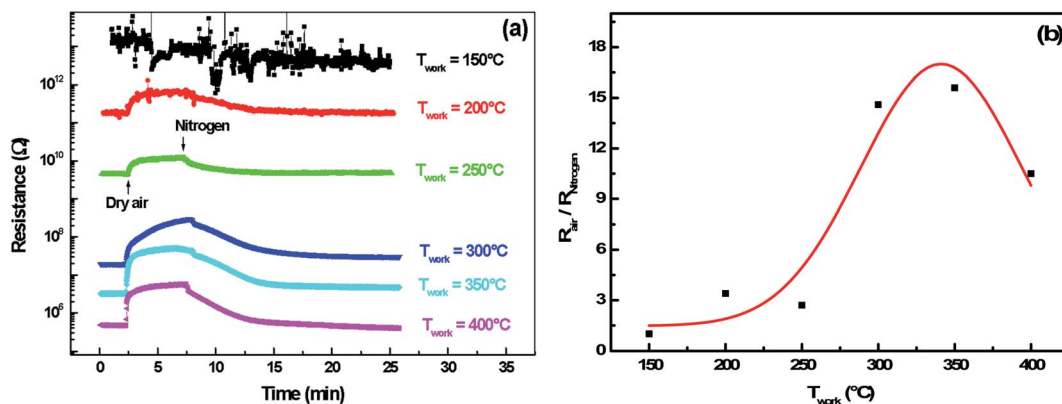 (a)
T_work = 150°C
T_work = 200°C
Nitrogen
T_work = 250°C
Dry air
T_work = 300°C
T_work = 350°C
T_work = 400°C
10^12
10^10
10^8
10^6
Resistance (Ω)
0 5 10 15 20 25 30 35
Time (min)
(b)
18
15
12
9
6
3
0
R_air / R_Nitrogen
150 200 250 300 350 400
T_work (°C)